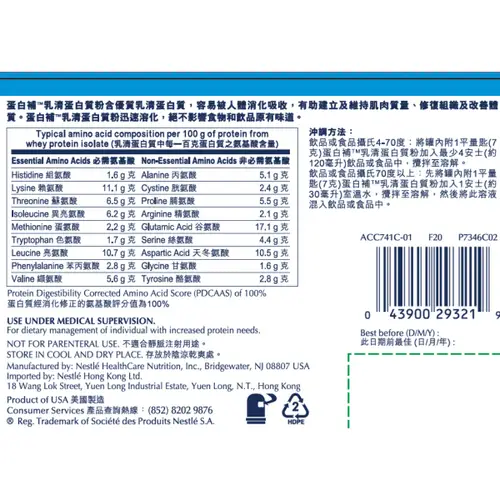 蛋白補™乳清蛋白質粉含優質乳清蛋白質，容易被人體消化吸收，有助建立及維持肌肉質量、修復組織及改善體
質。蛋白補™乳清蛋白質粉迅速溶化，絕不影響食物和飲品原有味道。
Typical amino acid composition per 100 g of protein from
whey protein isolate (乳清蛋白質中每一百克蛋白質之氨基酸含量)
Essential Amino Acids 必需氨基酸 Non-Essential Amino Acids 非必需氨基酸
Histidine 組氨酸 1,6 g 克 Alanine 丙氨酸 5,1 g 克
Lysine 賴氨酸 11,1 g 克 Cystine 胱氨酸 2,4 g 克
Threonine 蘇氨酸 6,5 g 克 Proline 脯氨酸 5,5 g 克
Isoleucine 異亮氨酸 6,2 g 克 Arginine 精氨酸 2,1 g 克
Methionine 蛋氨酸 2,2 g 克 Glutamic Acid 谷氨酸 17,1 g 克
Tryptophan 色氨酸 1,7 g 克 Serine 絲氨酸 4,4 g 克
Leucine 亮氨酸 10,7 g 克 Aspartic Acid 天冬氨酸 10,5 g 克
Phenylalanine 苯丙氨酸 2,8 g 克 Glycine 甘氨酸 1,6 g 克
Valine 纈氨酸 5,6 g 克 Tyrosine 酪氨酸 2,8 g 克
Protein Digestibility Corrected Amino Acid Score (PDCAAS) of 100%
蛋白質經消化修正的氨基酸評分值為100%
USE UNDER MEDICAL SUPERVISION.
For dietary management of individual with increased protein needs.
NOT FOR PARENTERAL USE. 不適合靜脈注射用途。
STORE IN COOL AND DRY PLACE. 存放於陰涼乾爽處。
Manufactured by: Nestlé HealthCare Nutrition, Inc., Bridgewater, NJ 08807 USA
Imported by: Nestlé Hong Kong Ltd.
18 Wang Lok Street, Yuen Long Industrial Estate, Yuen Long, N.T., Hong Kong
Product of USA 美國製造
Consumer Services 產品查詢熱線：(852) 8202 9876
® Reg. Trademark of Société des Produits Nestlé S.A.
2
HDPE
沖調方法：
飲品或食品攝氏4-70度：將罐內附1平量匙(7
克)蛋白補™乳清蛋白質粉加入最少4安士(約
120毫升)飲品或食品中，攪拌至溶解。
飲品或食品攝氏70度以上：先將罐內附1平量
匙(7克)蛋白補™乳清蛋白質粉加入1安士(約
30毫升)室溫水，攪拌至溶解，然後將此溶液
混入飲品或食品中。
ACC741C-01 F20 P7346C02
0 43900 29321 9
Best before (D/M/Y) :
此日期前最佳 (日/月/年)：